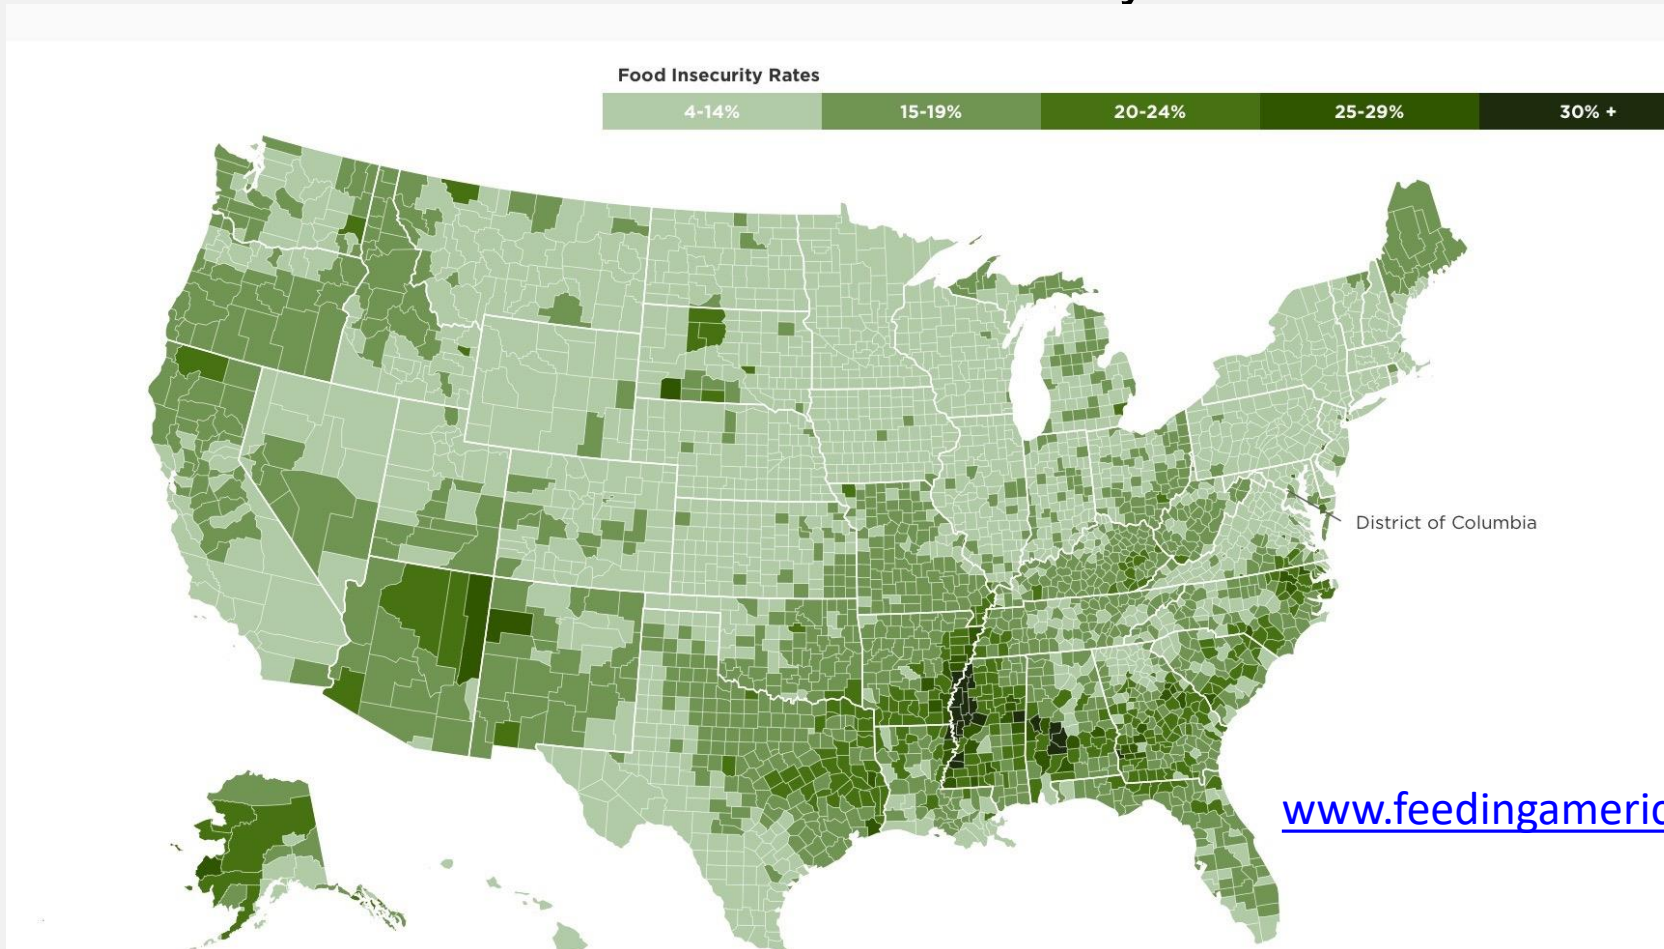 Food Insecurity Rates
4-14% 15-19% 20-24% 25-29% 30% +
District of Columbia
www.feedingameric